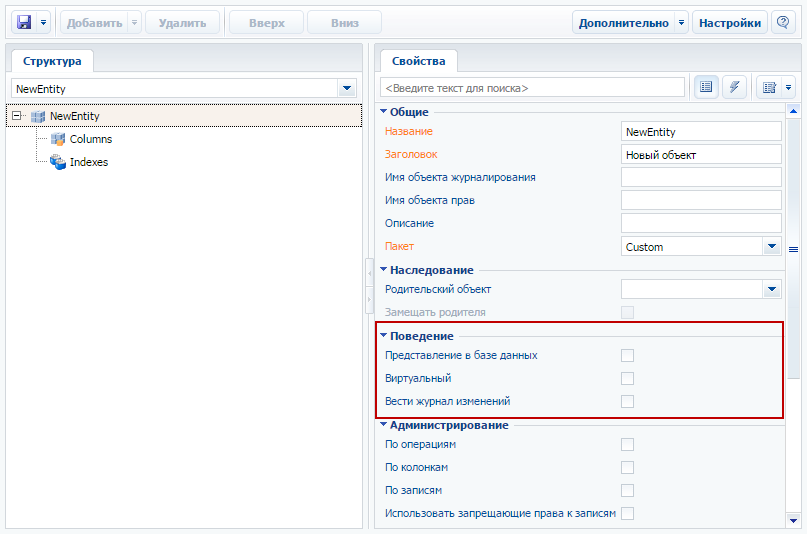 Добавить Удалить Вверх Вниз Дополнительно Настройки
Структура
NewEntity
NewEntity
Columns
Indexes
Свойства
<Введите текст для поиска>
Общие
Название NewEntity
Заголовок Новый объект
Имя объекта журналирования
Имя объекта прав
Описание
Пакет Custom
Наследование
Родительский объект
Замещать родителя
Поведение
Представление в базе данных
Виртуальный
Вести журнал изменений
Администрирование
По операциям
По колонкам
По записям
Использовать запрещающие права к записям